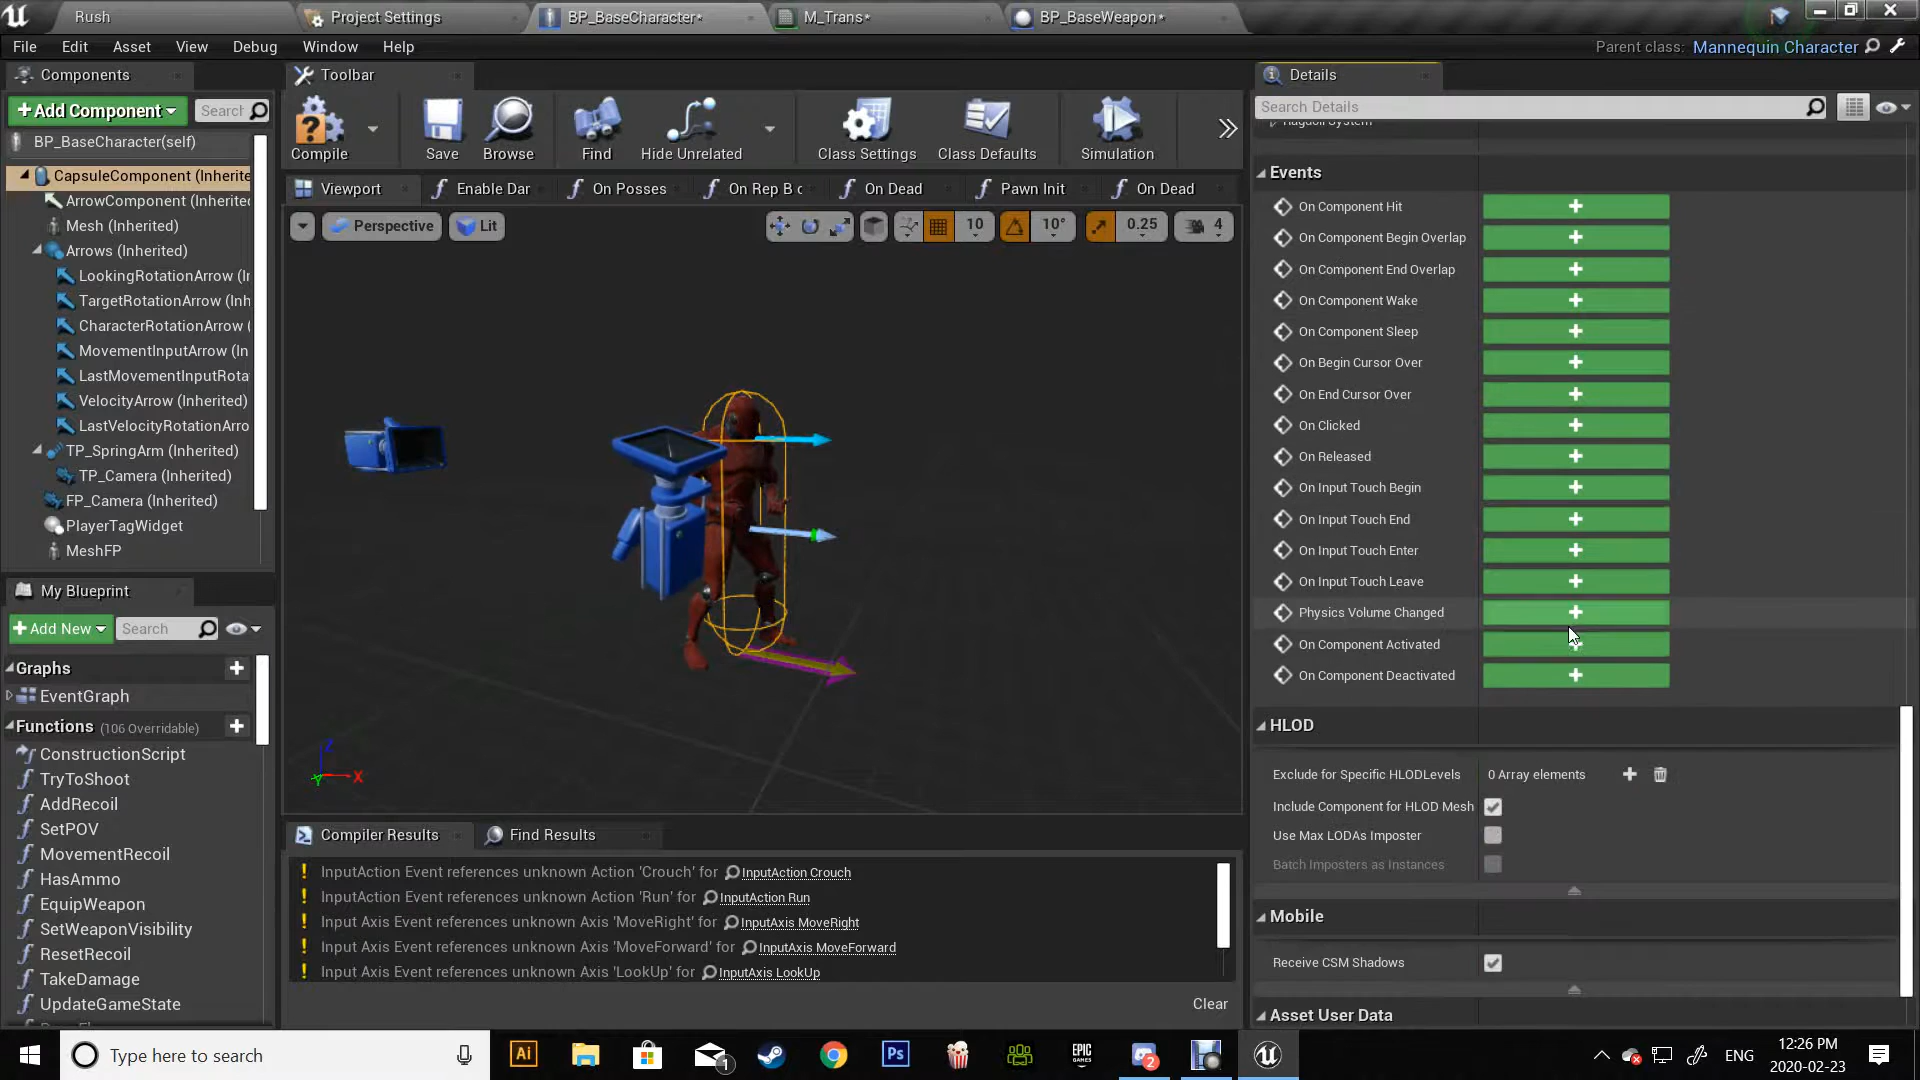 Rush
Project Settings
BP_BaseCharacter*
M_Trans*
BP_BaseWeapon*
File Edit Asset View Debug Window Help
Parent class: Mannequin Character
Components
+Add Component
Search
BP_BaseCharacter(self)
CapsuleComponent (Inherite
ArrowComponent (Inherited
Mesh (Inherited)
Arrows (Inherited)
LookingRotationArrow (Ir
TargetRotationArrow (Inh
CharacterRotationArrow (
MovementInputArrow (In
LastMovementInputRota
VelocityArrow (Inherited)
LastVelocityRotationArro
TP_SpringArm (Inherited)
TP_Camera (Inherited)
FP_Camera (Inherited)
PlayerTagWidget
MeshFP
My Blueprint
+Add New
Search
Graphs
EventGraph
Functions (106 Overridable)
ConstructionScript
TryToShoot
AddRecoil
SetPOV
MovementRecoil
HasAmmo
EquipWeapon
SetWeaponVisibility
ResetRecoil
TakeDamage
UpdateGameState
Toolbar
Compile
Save
Browse
Find
Hide Unrelated
Class Settings
Class Defaults
Simulation
Viewport
Enable Dar
On Posses
On Rep B c
On Dead
Pawn Init
On Dead
Perspective
Lit
10
10°
0.25
4
Z
X
Y
Compiler Results
Find Results
InputAction Event references unknown Action 'Crouch' for InputAction Crouch
InputAction Event references unknown Action 'Run' for InputAction Run
Input Axis Event references unknown Axis 'MoveRight' for InputAxis MoveRight
Input Axis Event references unknown Axis 'MoveForward' for InputAxis MoveForward
Input Axis Event references unknown Axis 'LookUp' for InputAxis LookUp
Clear
Details
Search Details
Ragdoll System
Events
On Component Hit
On Component Begin Overlap
On Component End Overlap
On Component Wake
On Component Sleep
On Begin Cursor Over
On End Cursor Over
On Clicked
On Released
On Input Touch Begin
On Input Touch End
On Input Touch Enter
On Input Touch Leave
Physics Volume Changed
On Component Activated
On Component Deactivated
HLOD
Exclude for Specific HLODLevels 0 Array elements
Include Component for HLOD Mesh
Use Max LODAs Imposter
Batch Imposters as Instances
Mobile
Receive CSM Shadows
Asset User Data
Type here to search
Ai
1
Ps
EPIC
GAMES
2
ENG
12:26 PM
2020-02-23